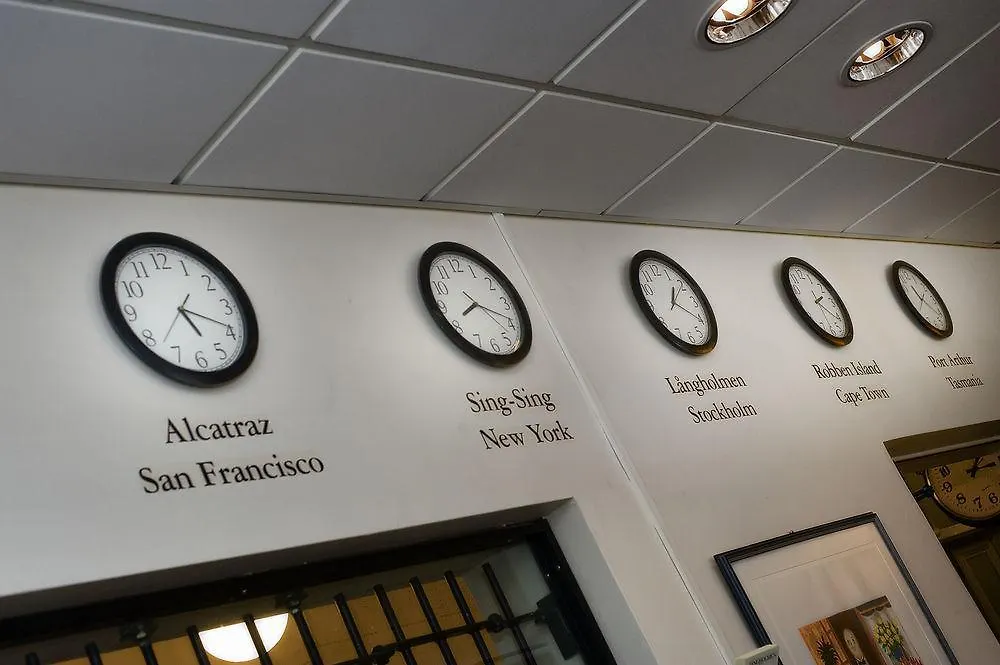 Alcatraz
San Francisco
Sing-Sing
New York
Långholmen
Stockholm
Robben Island
Cape Town
Port Arthur
Tasmania